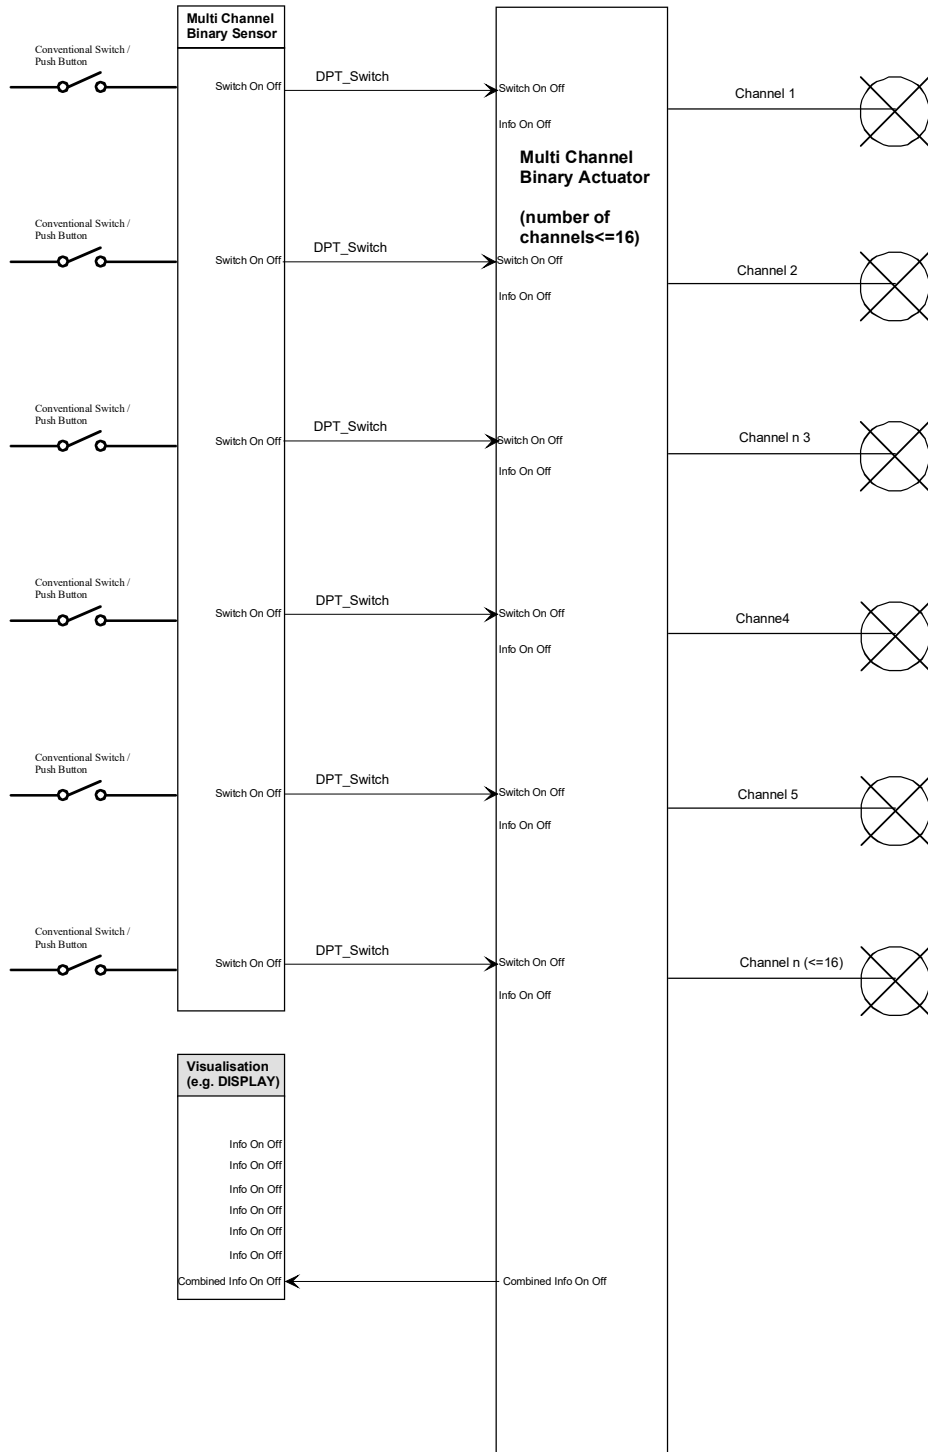 Multi Channel
Binary Sensor
Conventional Switch /
Push Button
Switch On Off
DPT_Switch
Switch On Off
Info On Off
Channel 1
Multi Channel
Binary Actuator
(number of
channels<=16)
Conventional Switch /
Push Button
Switch On Off
DPT_Switch
Switch On Off
Info On Off
Channel 2
Conventional Switch /
Push Button
Switch On Off
DPT_Switch
Switch On Off
Info On Off
Channel n 3
Conventional Switch /
Push Button
Switch On Off
DPT_Switch
Switch On Off
Info On Off
Channe4
Conventional Switch /
Push Button
Switch On Off
DPT_Switch
Switch On Off
Info On Off
Channel 5
Conventional Switch /
Push Button
Switch On Off
DPT_Switch
Switch On Off
Info On Off
Channel n (<=16)
Visualisation
(e.g. DISPLAY)
Info On Off
Info On Off
Info On Off
Info On Off
Info On Off
Info On Off
Combined Info On Off
Combined Info On Off